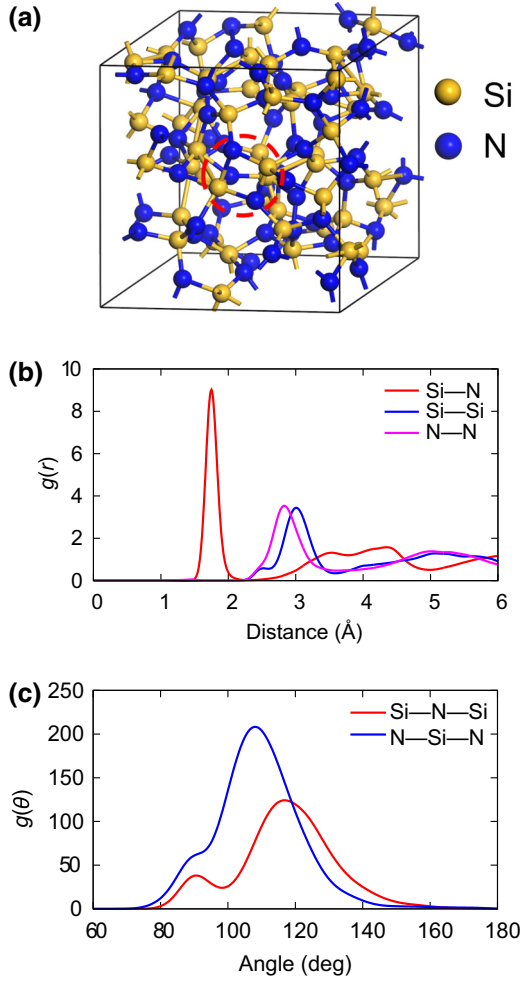 (a)
Si
N
(b)
10
8
6
4
2
0
g(r)
Si—N
Si—Si
N—N
0 1 2 3 4 5 6
Distance (Å)
(c)
250
200
150
100
50
0
g(θ)
Si—N—Si
N—Si—N
60 80 100 120 140 160 180
Angle (deg)